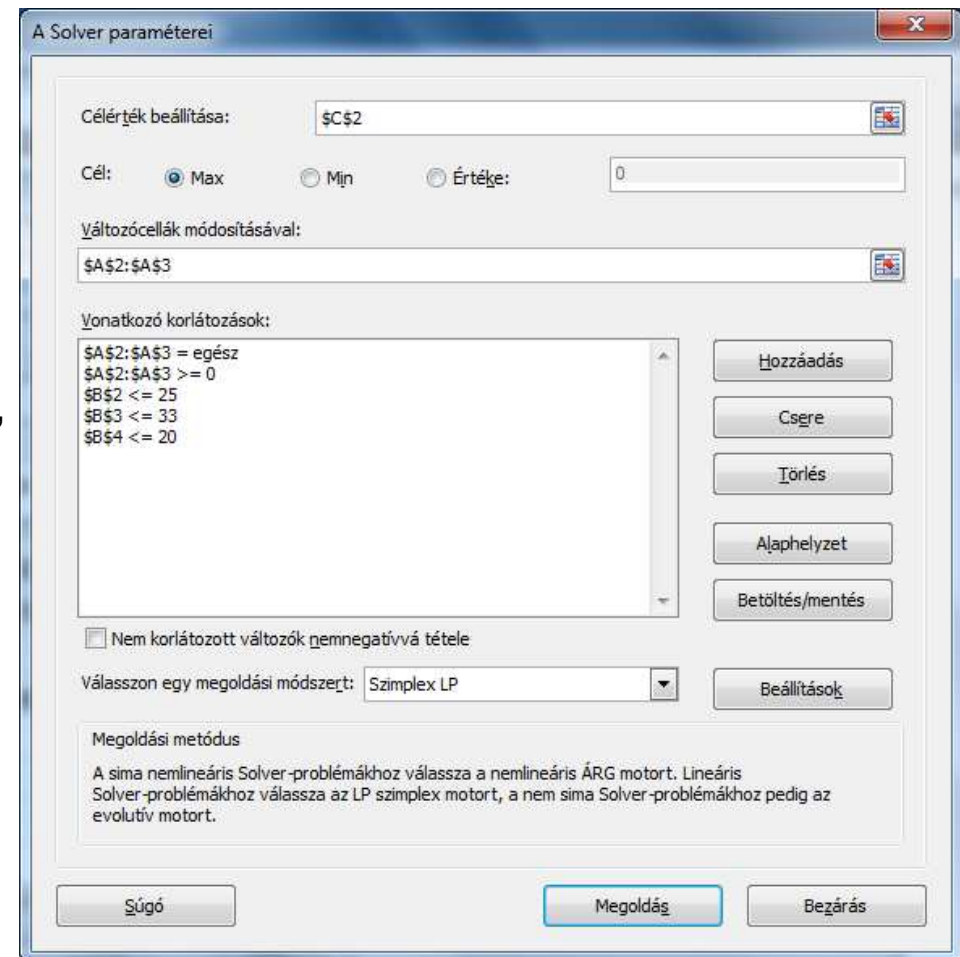 A Solver paraméterei
Célérték beállítása: $C$2
Cél: Max Min Értéke: 0
Változócellák módosításával:
$A$2:$A$3
Vonatkozó korlátozások:
$A$2:$A$3 = egész
$A$2:$A$3 >= 0
$B$2 <= 25
$B$3 <= 33
$B$4 <= 20
Hozzáadás
Csere
Törlés
Alaphelyzet
Betöltés/mentés
Nem korlátozott változók nemnegatívvá tétele
Válasszon egy megoldási módszert: Szimplex LP
Beállítások
Megoldási metódus
A sima nemlineáris Solver-problémákhoz válassza a nemlineáris ÁRG motort. Lineáris
Solver-problémákhoz válassza az LP szimplex motort, a nem sima Solver-problémákhoz pedig az
evolutív motort.
Súgó Megoldás Bezárás